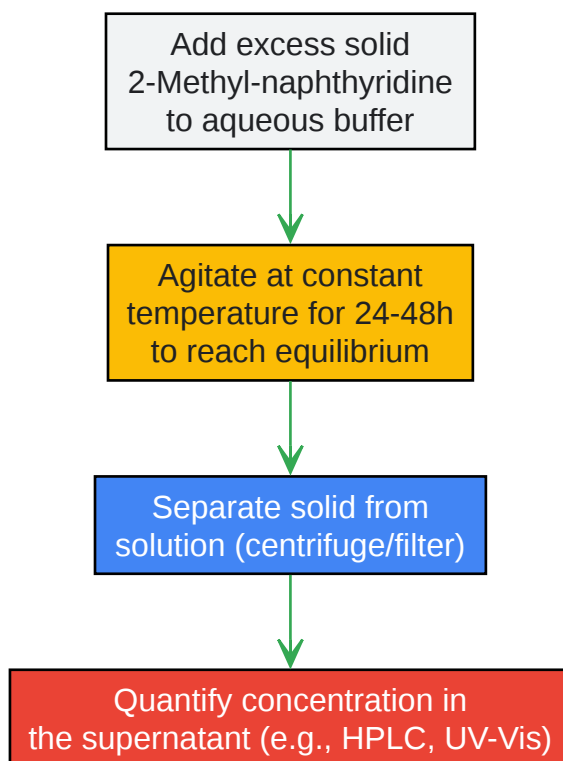 Add excess solid
2-Methyl-naphthyridine
to aqueous buffer
Agitate at constant
temperature for 24-48h
to reach equilibrium
Separate solid from
solution (centrifuge/filter)
Quantify concentration in
the supernatant (e.g., HPLC, UV-Vis)